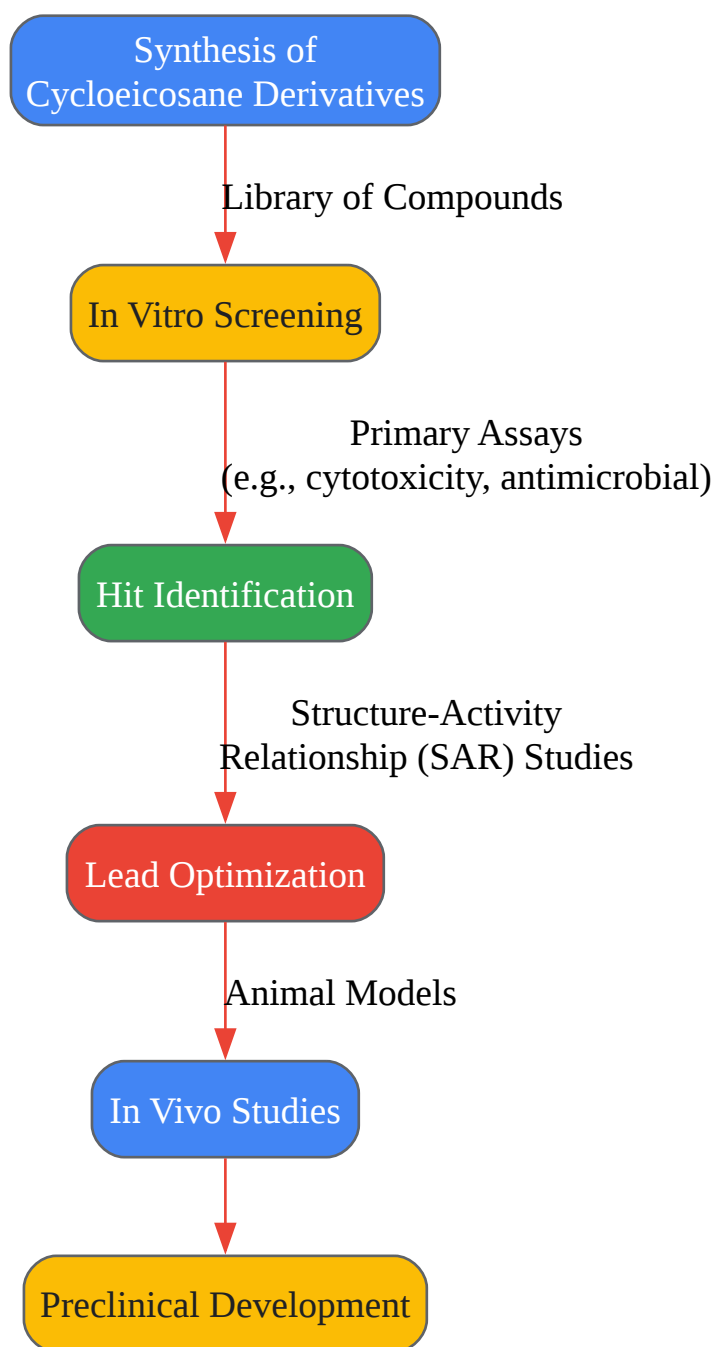 Synthesis of
Cycloeicosane Derivatives
Library of Compounds
In Vitro Screening
Primary Assays
(e.g., cytotoxicity, antimicrobial)
Hit Identification
Structure-Activity
Relationship (SAR) Studies
Lead Optimization
Animal Models
In Vivo Studies
Preclinical Development